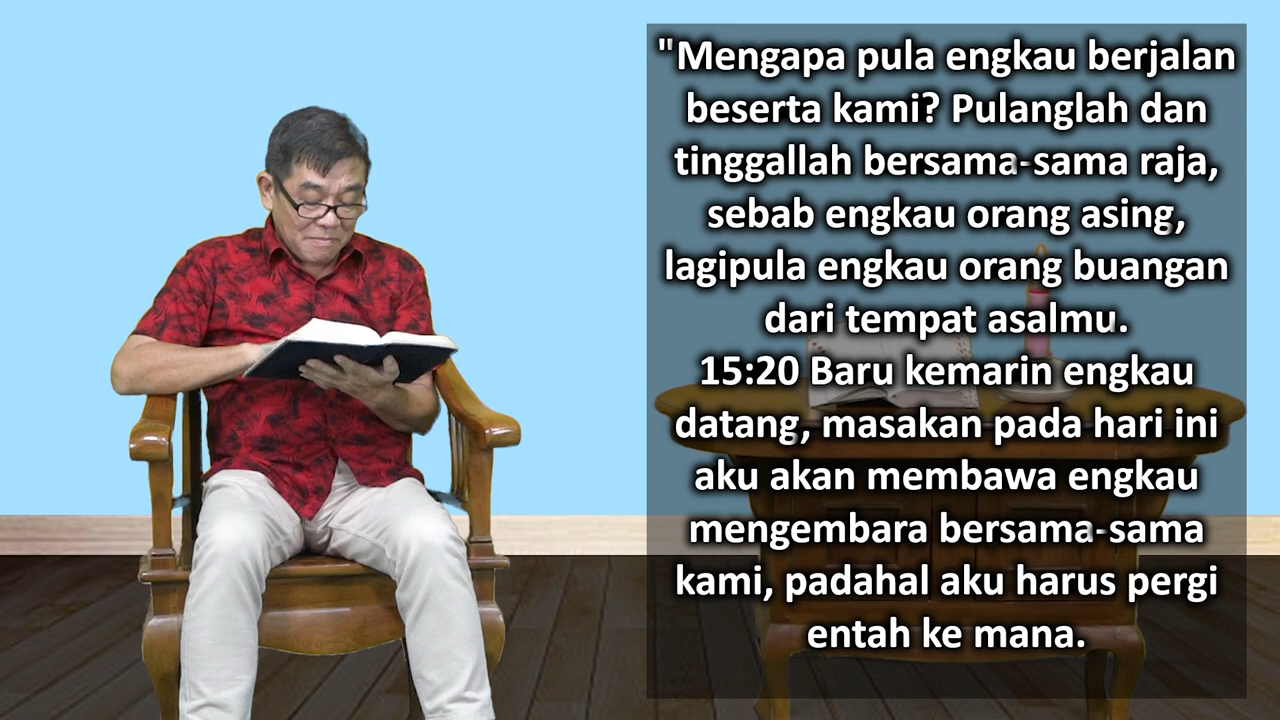 "Mengapa pula engkau berjalan
beserta kami? Pulanglah dan
tinggallah bersama-sama raja,
sebab engkau orang asing,
lagipula engkau orang buangan
dari tempat asalmu.
15:20 Baru kemarin engkau
datang, masakan pada hari ini
aku akan membawa engkau
mengembara bersama-sama
kami, padahal aku harus pergi
entah ke mana.